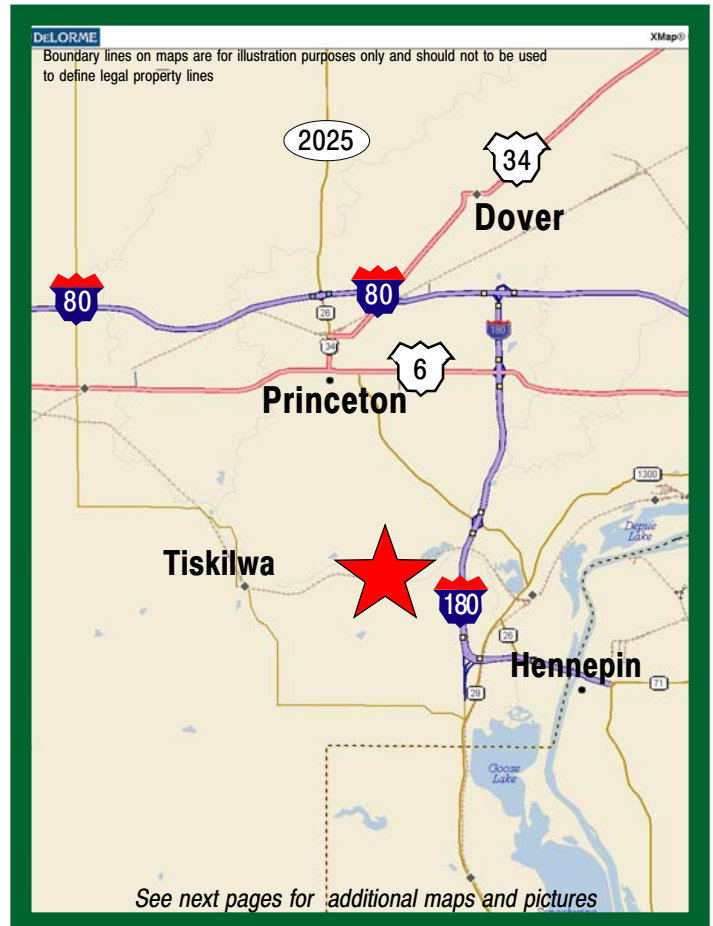 DELORME
XMap®
Boundary lines on maps are for illustration purposes only and should not to be used
to define legal property lines
2025
34
Dover
80
80
26
180
34
6
Princeton
1300
Depue
Lake
Tiskilwa
180
26
Hennepin
71
29
Goose
Lake
See next pages for additional maps and pictures